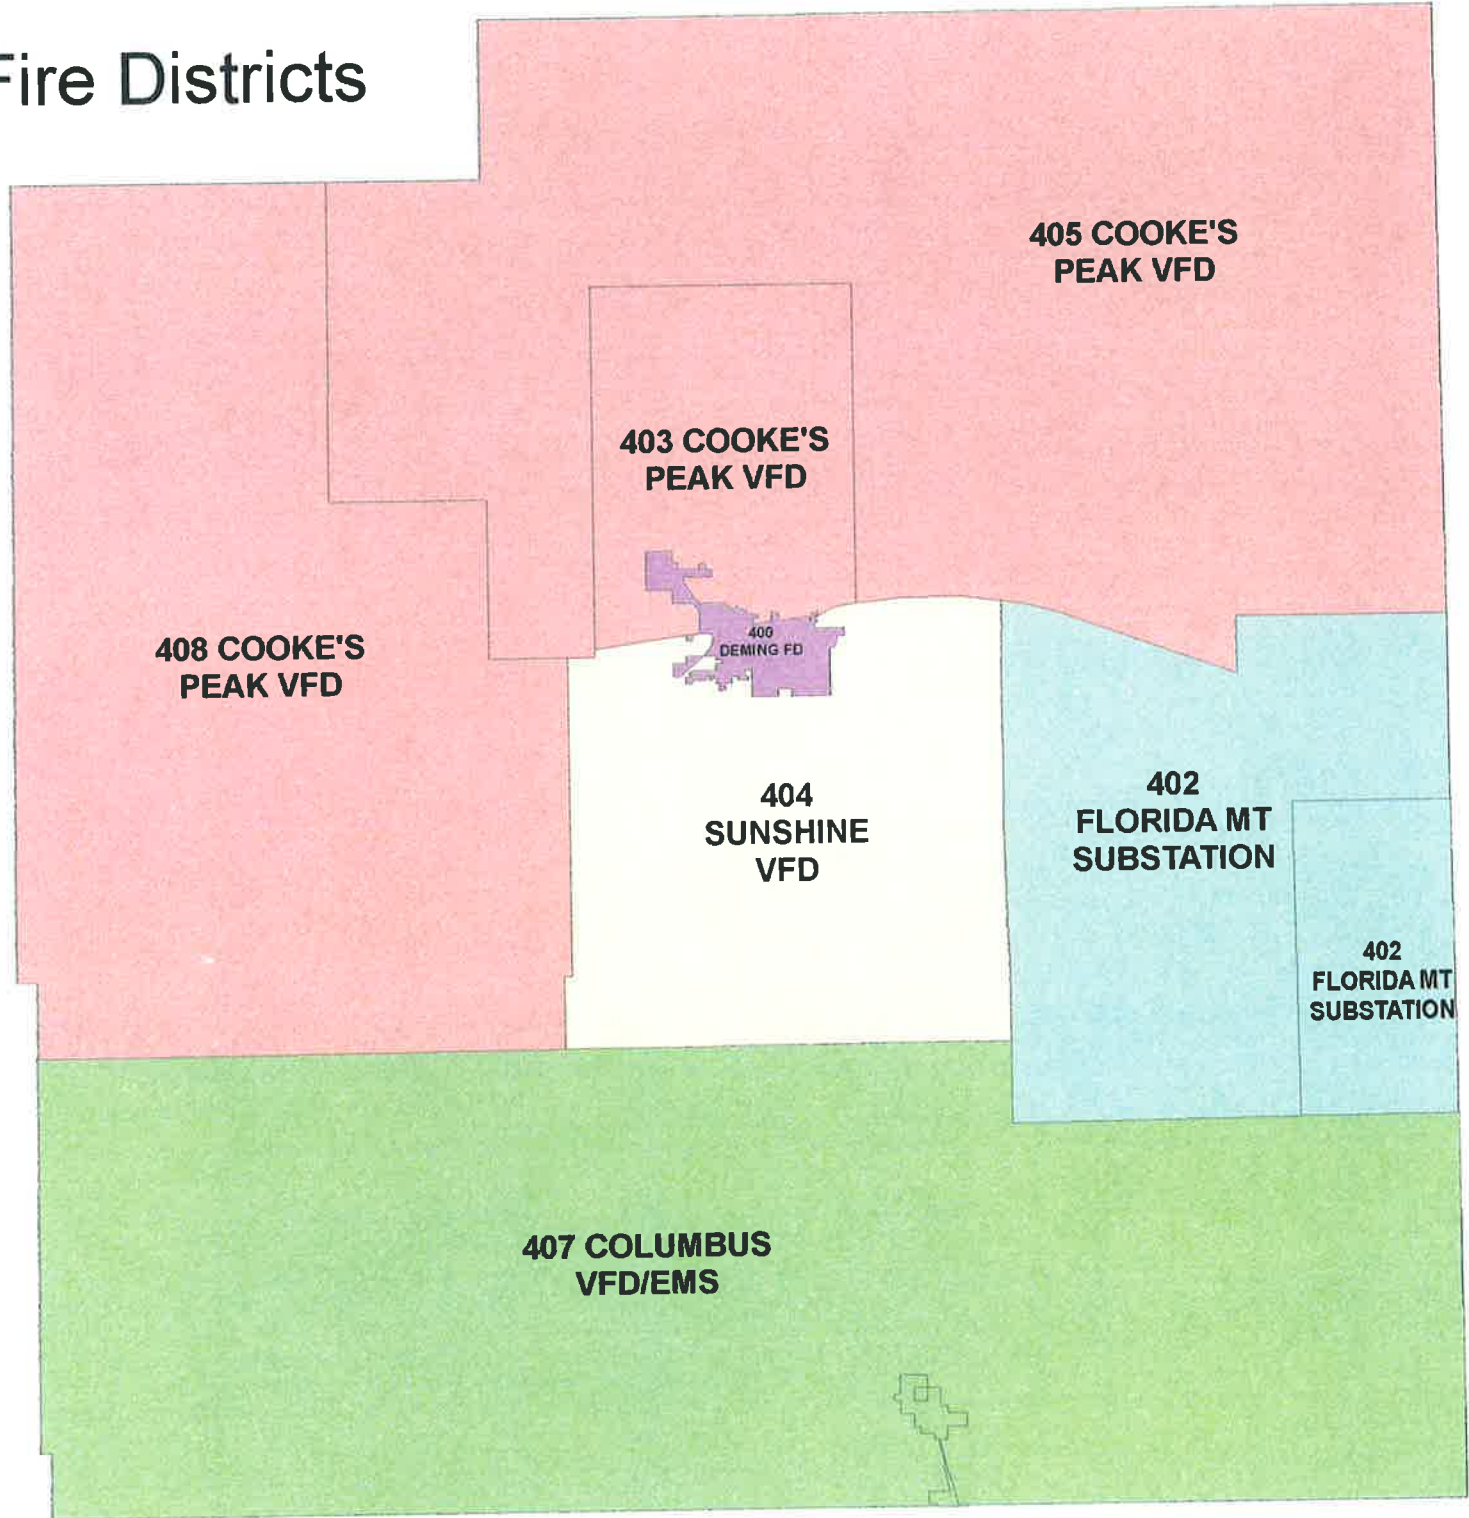 Fire Districts
405 COOKE'S
PEAK VFD
403 COOKE'S
PEAK VFD
400
DEMING FD
408 COOKE'S
PEAK VFD
404
SUNSHINE
VFD
402
FLORIDA MT
SUBSTATION
402
FLORIDA MT
SUBSTATION
407 COLUMBUS
VFD/EMS